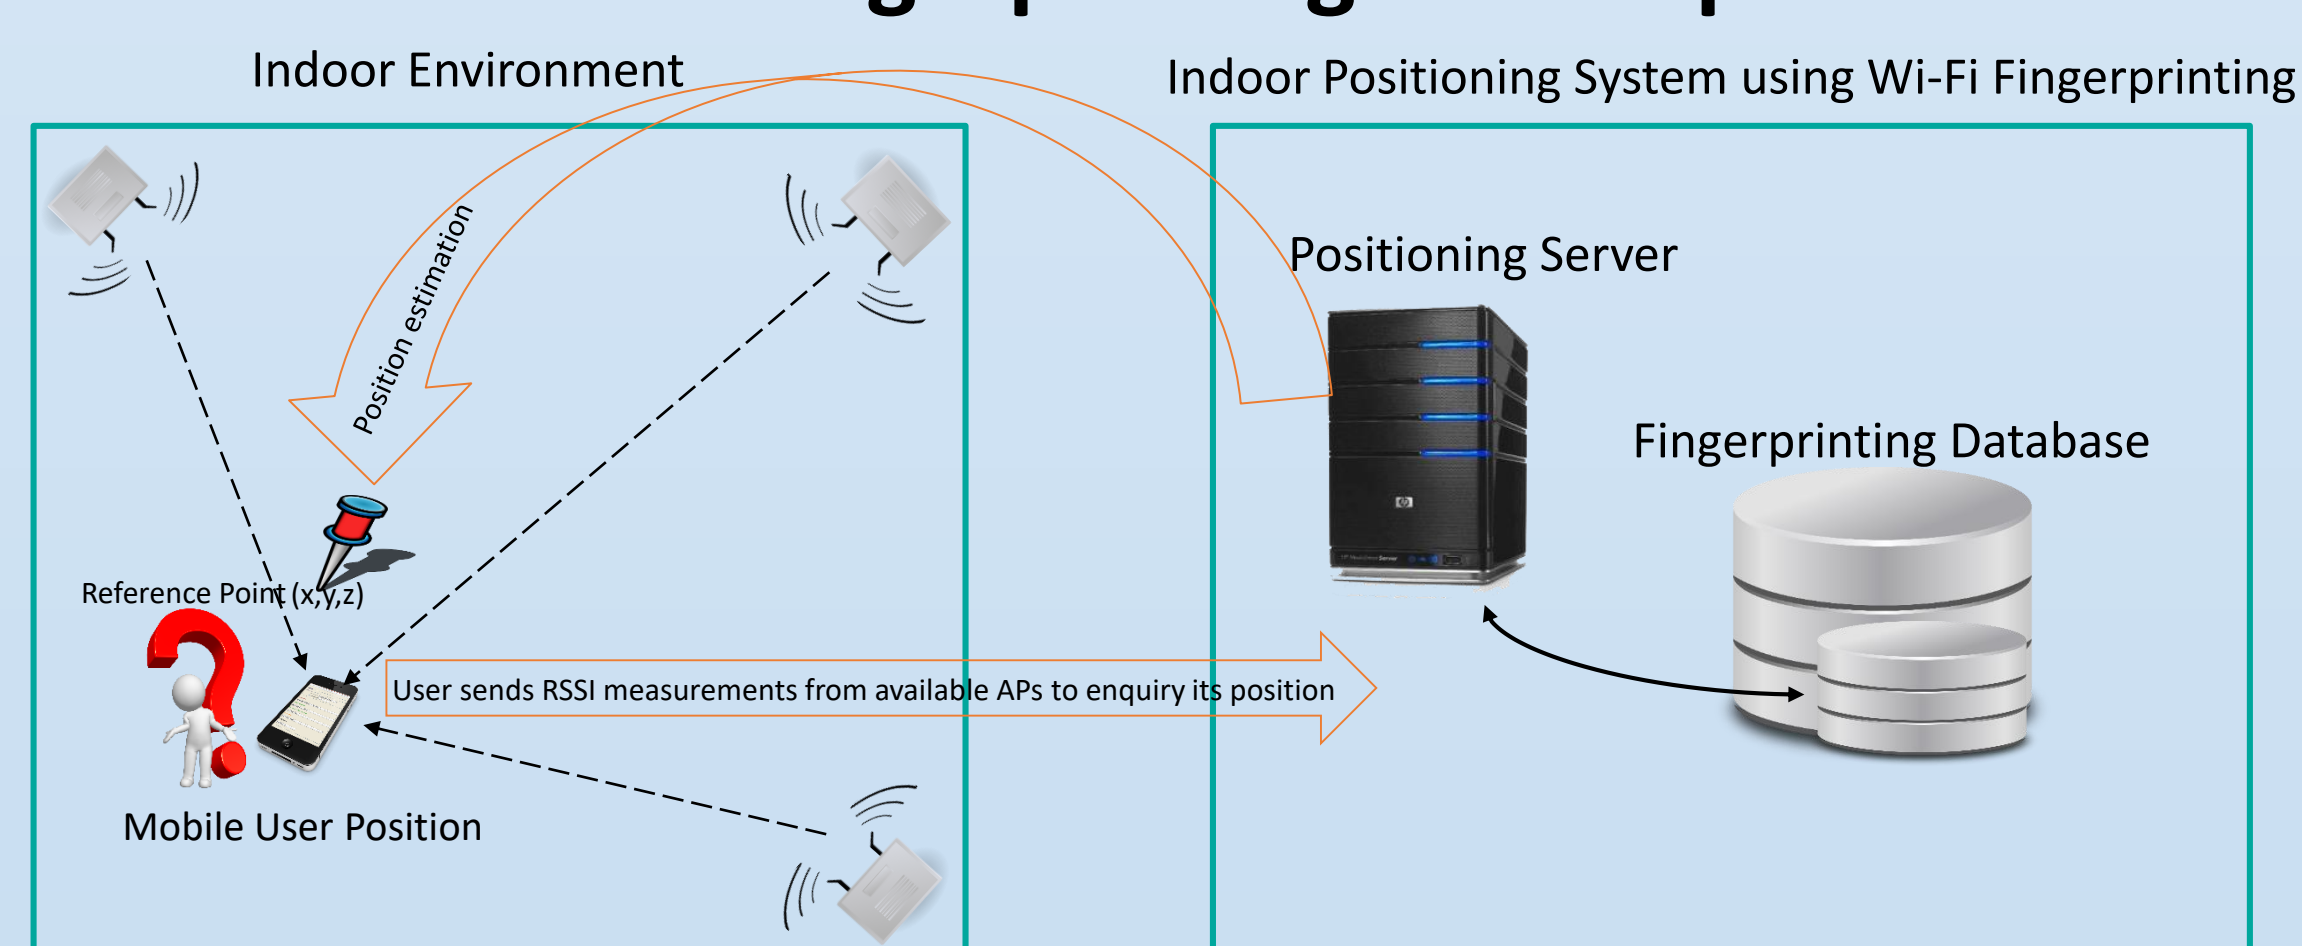 Indoor Environment
Indoor Positioning System using Wi-Fi Fingerprinting
Position estimation
Positioning Server
Fingerprinting Database
hp
Reference Point (x,y,z)
User sends RSSI measurements from available APs to enquiry its position
Mobile User Position